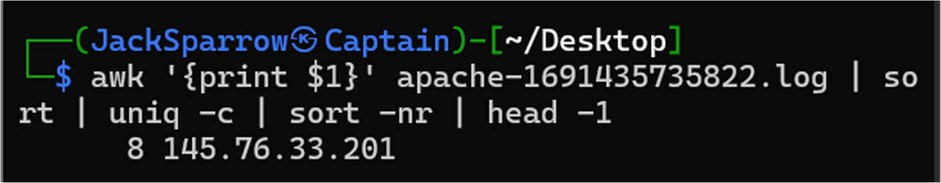 ┌──(JackSparrow㉿Captain)-[~/Desktop]
└─$ awk '{print $1}' apache-1691435735822.log | so
rt | uniq -c | sort -nr | head -1
      8 145.76.33.201